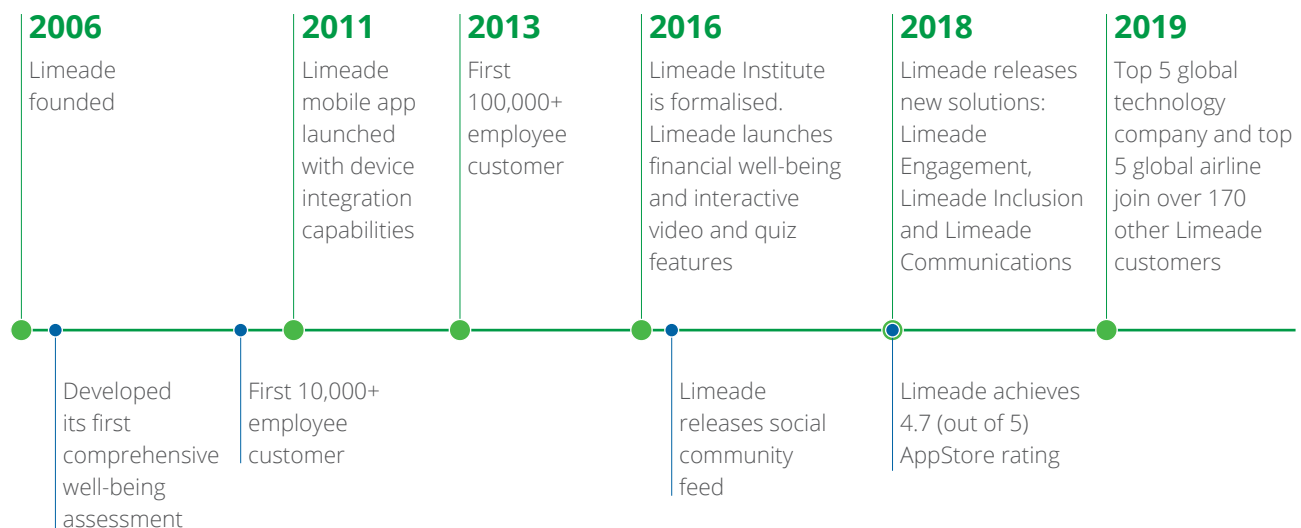 2006
Limeade
founded
2011
Limeade
mobile app
launched
with device
integration
capabilities
2013
First
100,000+
employee
customer
2016
Limeade Institute
is formalised.
Limeade launches
financial well-being
and interactive
video and quiz
features
2018
Limeade releases
new solutions:
Limeade
Engagement,
Limeade Inclusion
and Limeade
Communications
2019
Top 5 global
technology
company and top
5 global airline
join over 170
other Limeade
customers
Developed
its first
comprehensive
well-being
assessment
First 10,000+
employee
customer
Limeade
releases social
community
feed
Limeade achieves
4.7 (out of 5)
AppStore rating